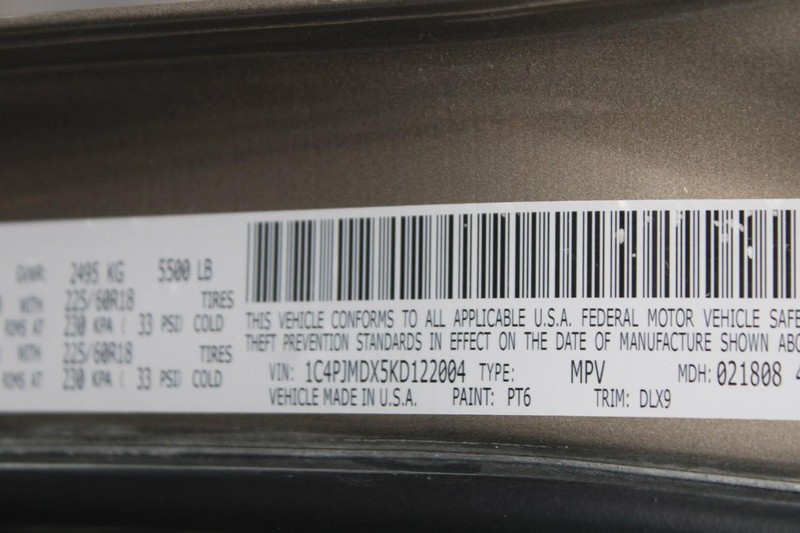 GVWR: 2495 KG 5500 LB
WITH 225/60R18 TIRES
RIMS AT 230 KPA ( 33 PSI) COLD
WITH 225/60R18 TIRES
RIMS AT 230 KPA ( 33 PSI) COLD
THIS VEHICLE CONFORMS TO ALL APPLICABLE U.S.A. FEDERAL MOTOR VEHICLE SAFE
THEFT PREVENTION STANDARDS IN EFFECT ON THE DATE OF MANUFACTURE SHOWN ABO
VIN: 1C4PJMDX5KD122004 TYPE: MPV MDH: 021808 4
VEHICLE MADE IN U.S.A. PAINT: PT6 TRIM: DLX9